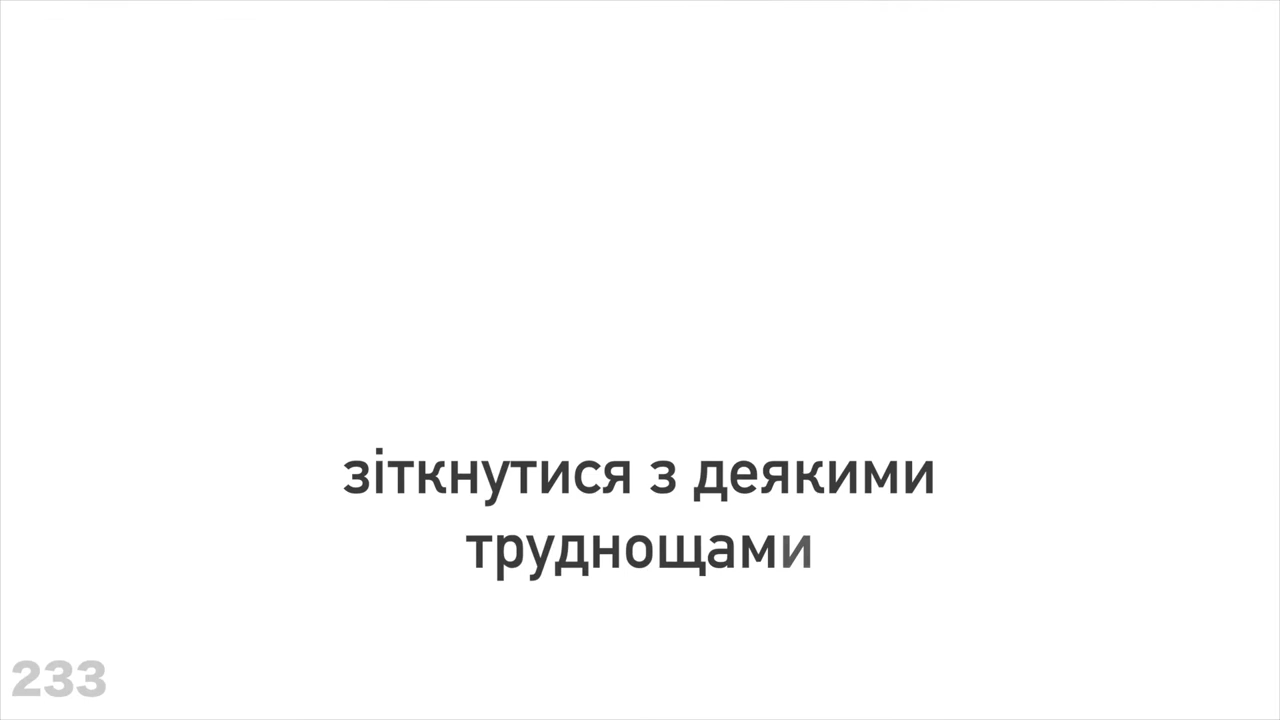 зіткнутися з деякими
труднощами
233